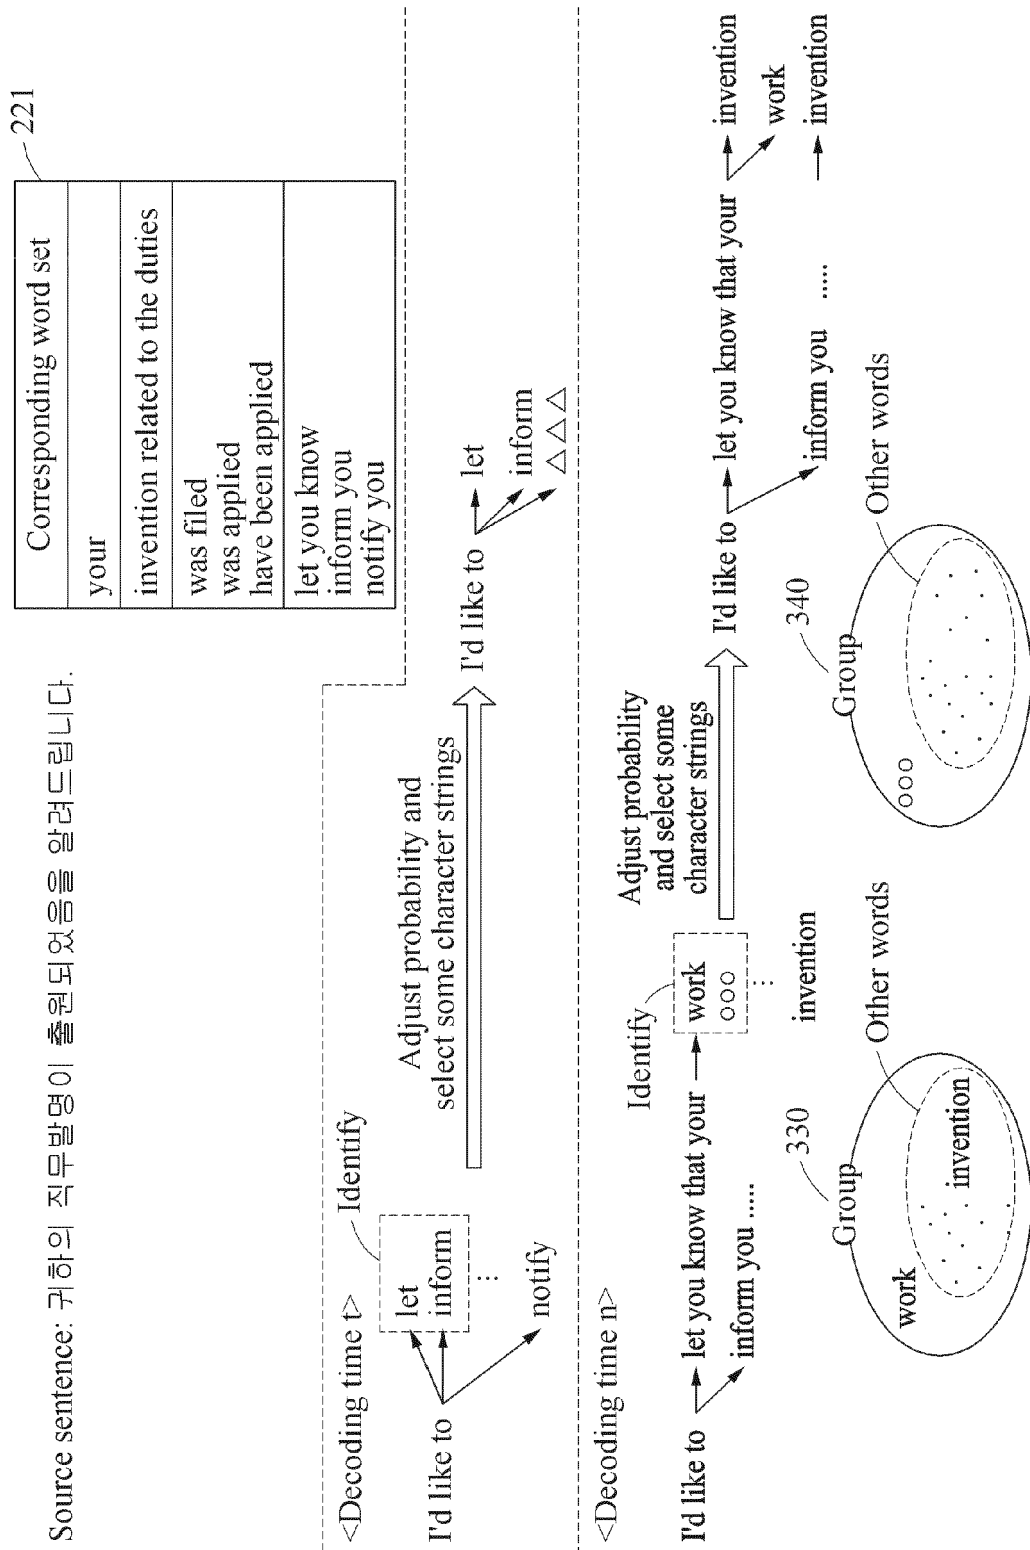 Source sentence: 귀하의 직무발명이 출원되었음을 알려드립니다.
221
Corresponding word set
your
invention related to the duties
was filed
was applied
have been applied
let you know
inform you
notify you
<Decoding time t>
Identify
I'd like to
let
inform
⋮
notify
Adjust probability and
select some character strings
I'd like to
let
inform
△△△
<Decoding time n>
I'd like to
let you know that your
inform you .....
Identify
work
○○○
⋮
invention
Adjust probability
and select some
character strings
I'd like to
let you know that your
inform you .....
invention
work
invention
Group
330
Other words
work
invention
Group
340
Other words
○○○